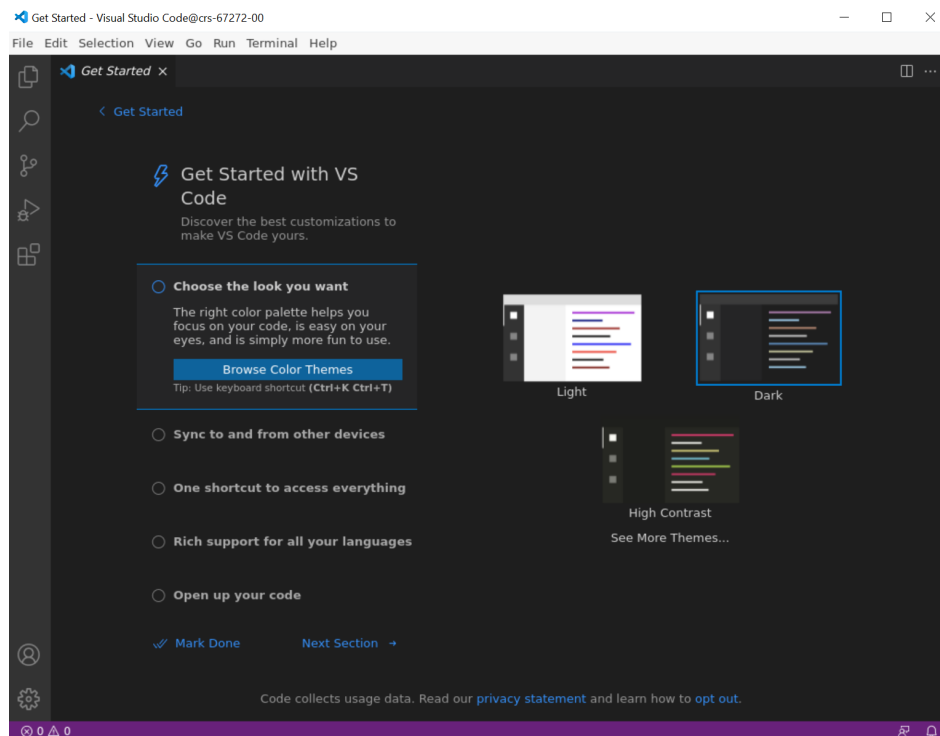 Get Started - Visual Studio Code@crs-67272-00
File Edit Selection View Go Run Terminal Help
Get Started
Get Started
Get Started with VS
Code
Discover the best customizations to
make VS Code yours.
Choose the look you want
The right color palette helps you
focus on your code, is easy on your
eyes, and is simply more fun to use.
Browse Color Themes
Tip: Use keyboard shortcut (Ctrl+K Ctrl+T)
Sync to and from other devices
One shortcut to access everything
Rich support for all your languages
Open up your code
Mark Done Next Section
Light
Dark
High Contrast
See More Themes...
Code collects usage data. Read our privacy statement and learn how to opt out.
0 0